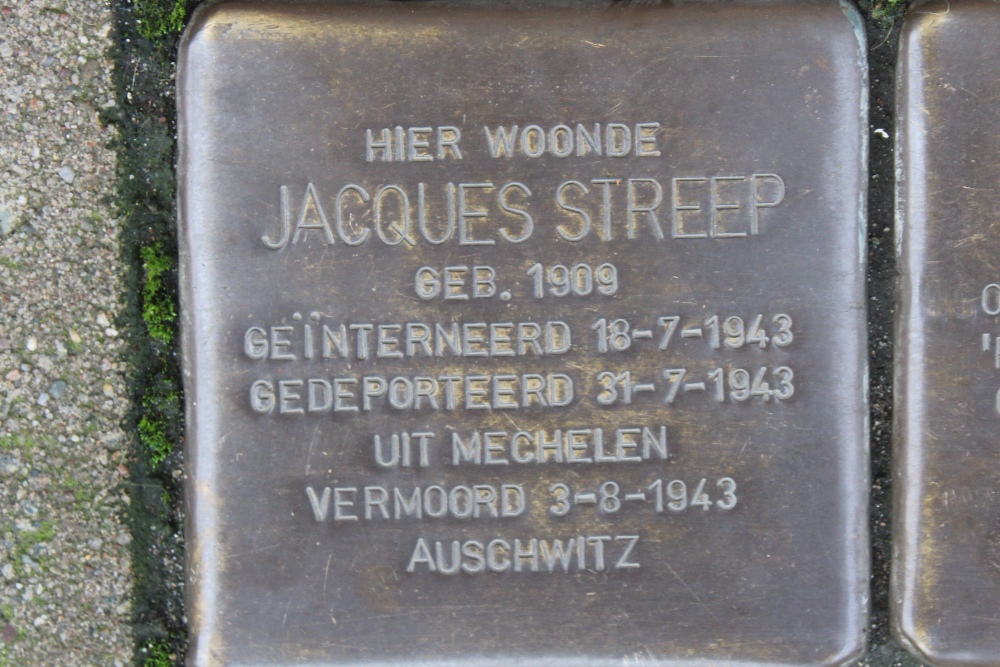 HIER WOONDE
JACQUES STREEP
GEB. 1909
GEÏNTERNEERD 18-7-1943
GEDEPORTEERD 31-7-1943
UIT MECHELEN
VERMOORD 3-8-1943
AUSCHWITZ